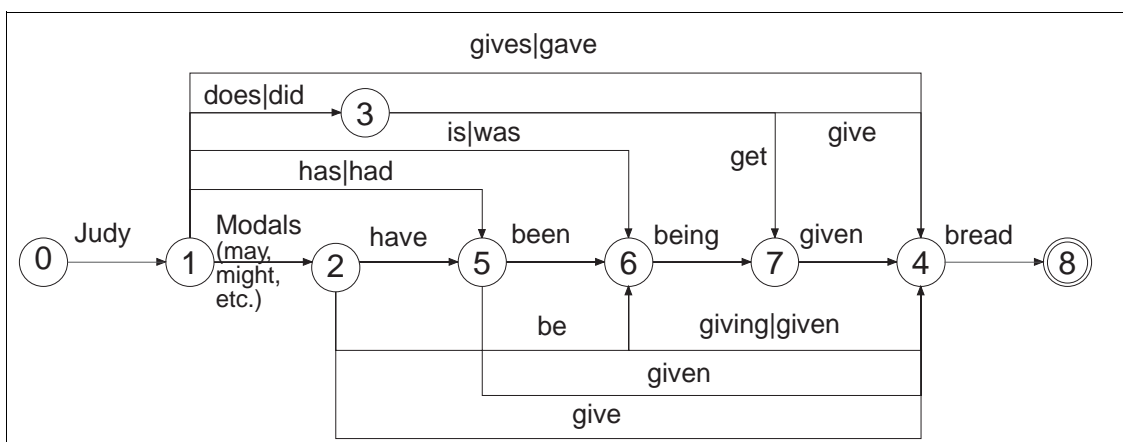 gives|gave
does|did
3
is|was
give
get
has|had
Judy
Modals
(may,
might,
etc.)
have
been
being
given
bread
0
1
2
5
6
7
4
8
be
giving|given
given
give